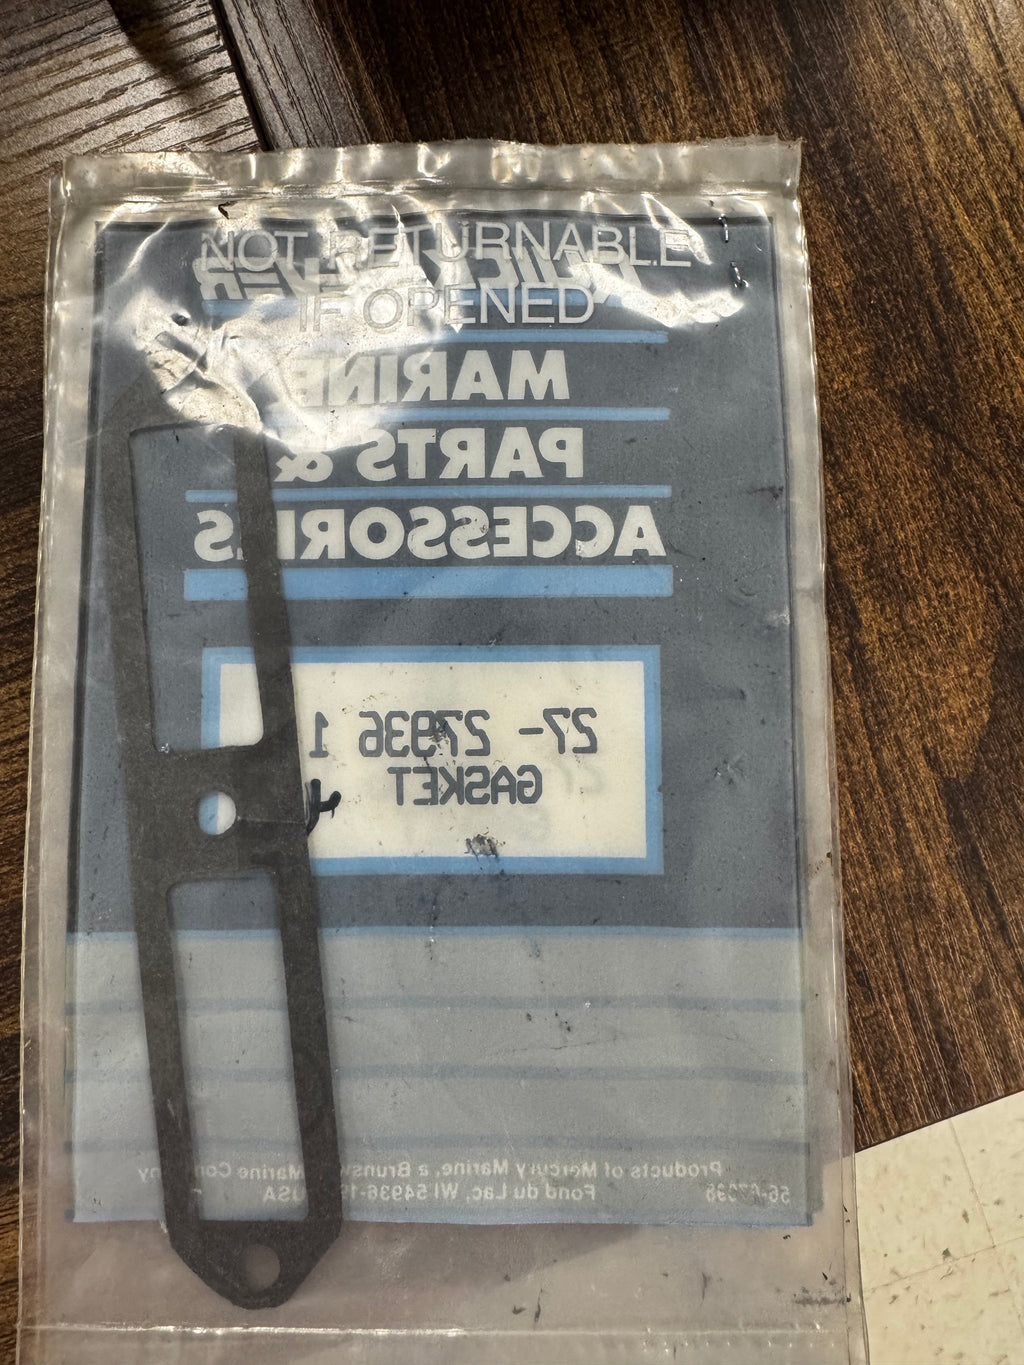 NOT RETURNABLE
IF OPENED
QUICKSILVER
MARINE
PARTS &
ACCESSORIES
27- 27936 1
GASKET
Products of Mercury Marine, a Brunswick Marine Company
Fond du Lac, WI 54936- USA